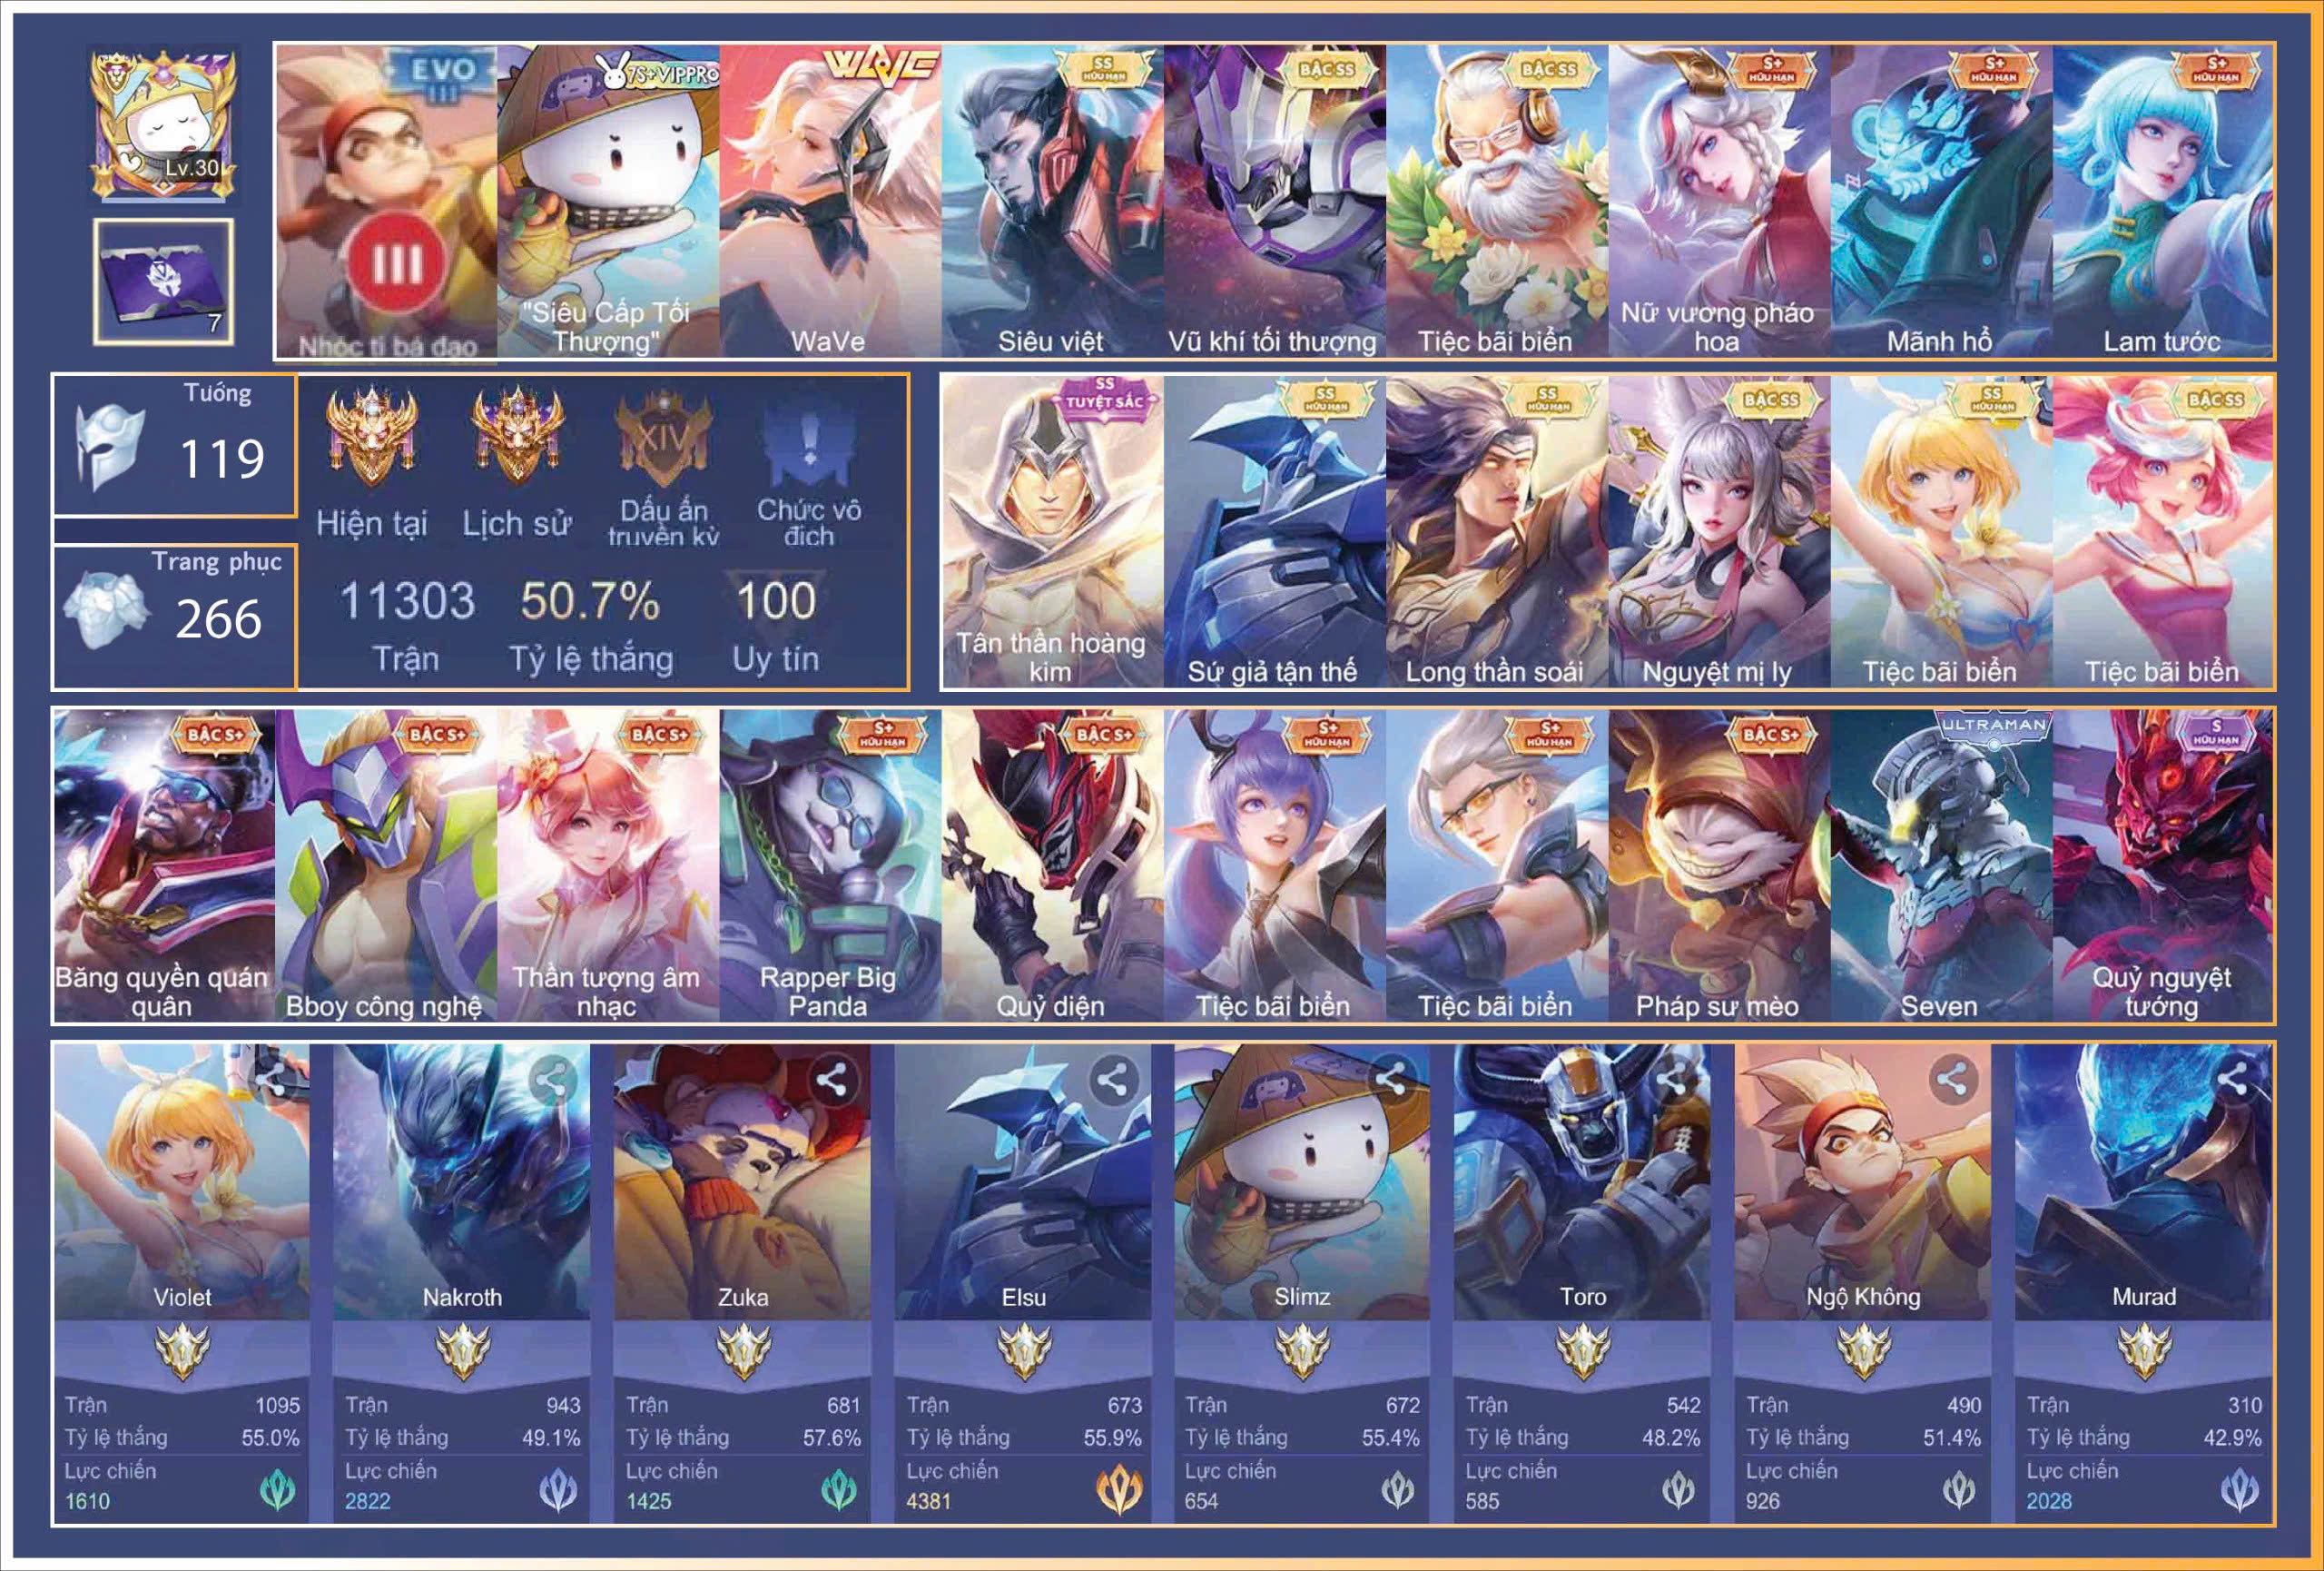 Lv.30
7
EVO
III
III
Nhóc tì bá đạo
7S+VIPPRO
"Siêu Cấp Tối
Thượng"
WAVE
WaVe
SS
HỮU HẠN
Siêu việt
BẬC SS
Vũ khí tối thượng
BẬC SS
Tiệc bãi biển
S+
HỮU HẠN
Nữ vương pháo
hoa
S+
HỮU HẠN
Mãnh hổ
S+
HỮU HẠN
Lam tước
Tướng
119
Trang phục
266
Hiện tại
Lịch sử
XIV
Dấu ấn
truyền kỳ
Chức vô
địch
11303
Trận
50.7%
Tỷ lệ thắng
100
Uy tín
SS
TUYỆT SẮC
Tân thần hoàng
kim
SS
HỮU HẠN
Sứ giả tận thế
SS
HỮU HẠN
Long thần soái
BẬC SS
Nguyệt mị ly
SS
HỮU HẠN
Tiệc bãi biển
BẬC SS
Tiệc bãi biển
BẬC S+
Băng quyền quán
quân
BẬC S+
Bboy công nghệ
BẬC S+
Thần tượng âm
nhạc
S+
HỮU HẠN
Rapper Big
Panda
BẬC S+
Quỷ diện
S+
HỮU HẠN
Tiệc bãi biển
S+
HỮU HẠN
Tiệc bãi biển
BẬC S+
Pháp sư mèo
ULTRAMAN
Seven
S
HỮU HẠN
Quỷ nguyệt
tướng
Violet
Trận 1095
Tỷ lệ thắng 55.0%
Lực chiến
1610
Nakroth
Trận 943
Tỷ lệ thắng 49.1%
Lực chiến
2822
Zuka
Trận 681
Tỷ lệ thắng 57.6%
Lực chiến
1425
Elsu
Trận 673
Tỷ lệ thắng 55.9%
Lực chiến
4381
Slimz
Trận 672
Tỷ lệ thắng 55.4%
Lực chiến
654
Toro
Trận 542
Tỷ lệ thắng 48.2%
Lực chiến
585
Ngộ Không
Trận 490
Tỷ lệ thắng 51.4%
Lực chiến
926
Murad
Trận 310
Tỷ lệ thắng 42.9%
Lực chiến
2028